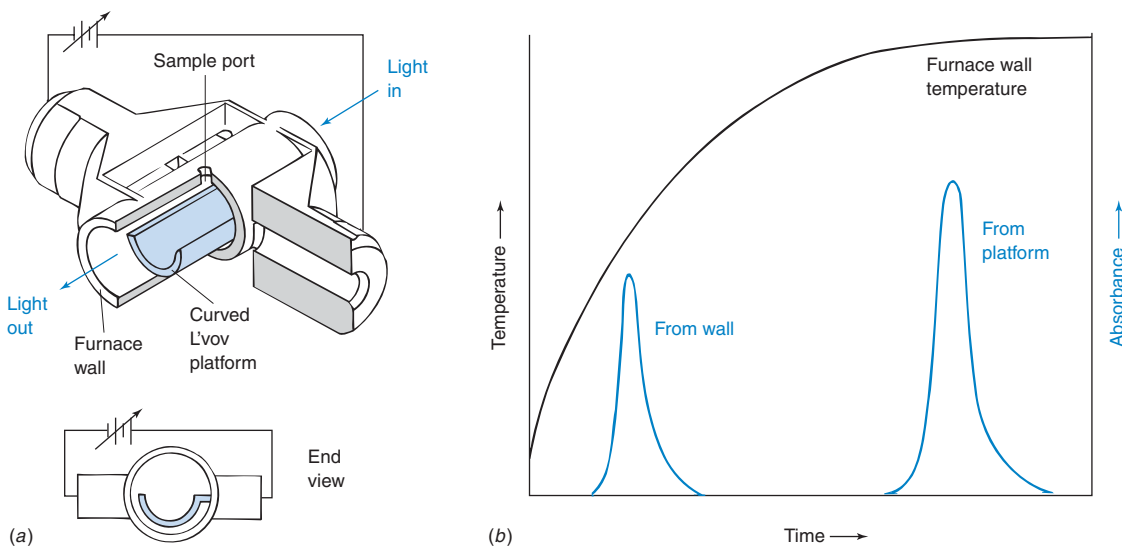 Sample port
Light
in
Light
out
Furnace
wall
Curved
L'vov
platform
End
view
(a)
Temperature
Furnace wall
temperature
From
platform
From wall
Absorbance
(b)
Time